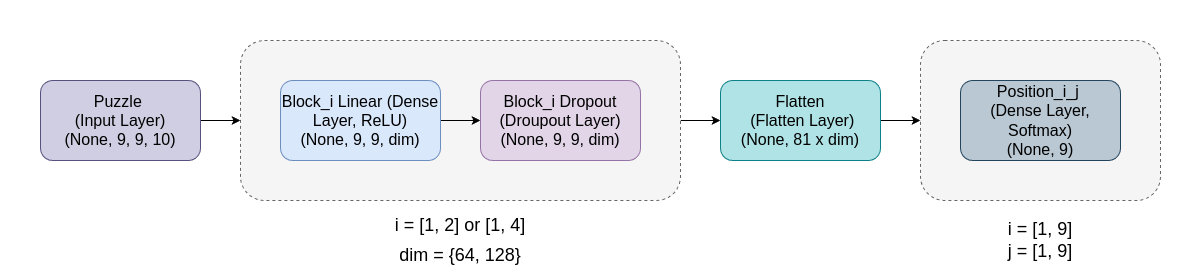 Puzzle
(Input Layer)
(None, 9, 9, 10)
Block_i Linear (Dense
Layer, ReLU)
(None, 9, 9, dim)
Block_i Dropout
(Droupout Layer)
(None, 9, 9, dim)
Flatten
(Flatten Layer)
(None, 81 x dim)
Position_i_j
(Dense Layer,
Softmax)
(None, 9)
i = [1, 2] or [1, 4]
dim = {64, 128}
i = [1, 9]
j = [1, 9]